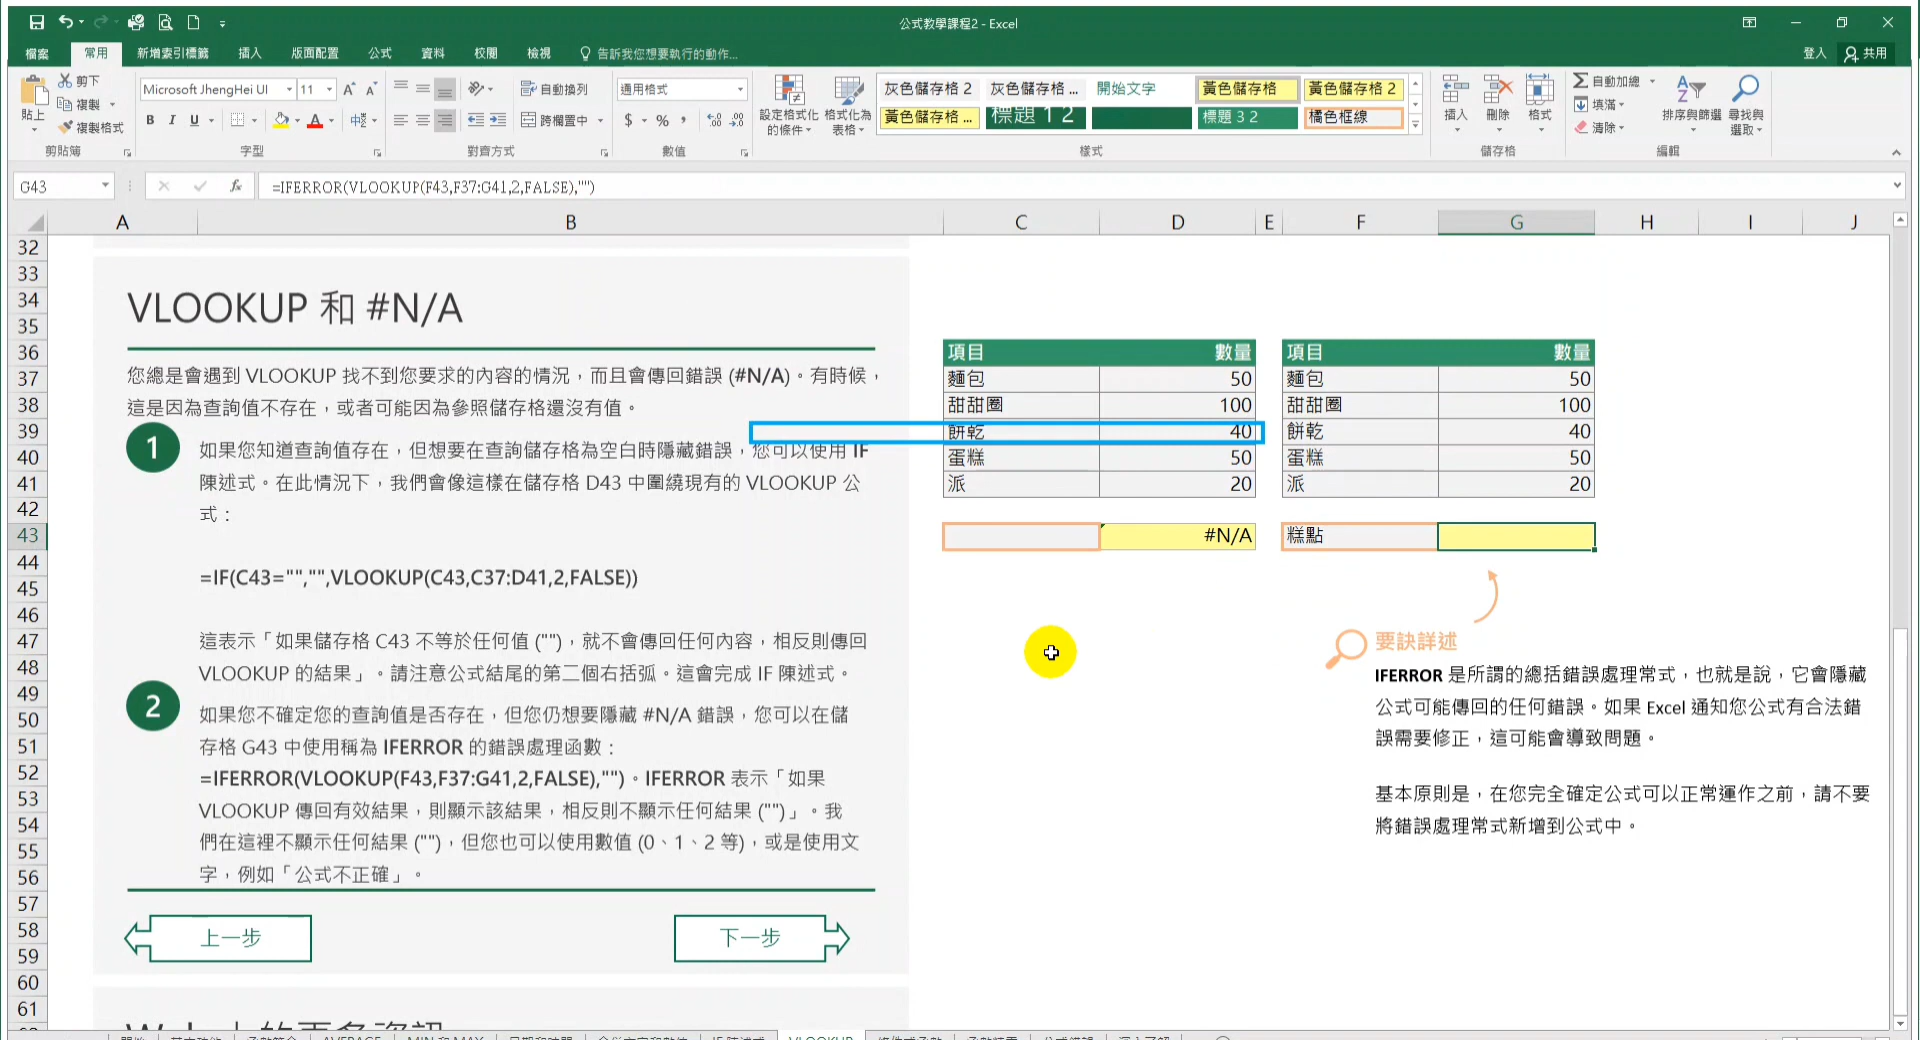 公式教學課程2 - Excel
檔案 常用 新增索引標籤 插入 版面配置 公式 資料 校閱 檢視 告訴我您想要執行的動作... 登入 共用
貼上 剪下 複製 複製格式 剪貼簿
Microsoft JhengHei UI 11 字型
自動換列 跨欄置中 對齊方式
通用格式 數值
設定格式化的條件 格式化為表格
灰色儲存格 2 灰色儲存格 ... 開始文字 黃色儲存格 黃色儲存格 2
黃色儲存格 ... 標題 1 2 標題 3 2 橘色框線
樣式
插入 刪除 格式 儲存格
自動加總 填滿 清除 排序與篩選 尋找與選取 編輯
G43 =IFERROR(VLOOKUP(F43,F37:G41,2,FALSE),"")
A B C D E F G H I J
32
33
34
35
36
37
38
39
40
41
42
43
44
45
46
47
48
49
50
51
52
53
54
55
56
57
58
59
60
61
VLOOKUP 和 #N/A
您總是會遇到 VLOOKUP 找不到您要求的內容的情況，而且會傳回錯誤 (#N/A)。有時候，
這是因為查詢值不存在，或者可能因為參照儲存格還沒有值。
1
如果您知道查詢值存在，但想要在查詢儲存格為空白時隱藏錯誤，您可以使用 IF
陳述式。在此情況下，我們會像這樣在儲存格 D43 中圍繞現有的 VLOOKUP 公
式：
=IF(C43="","",VLOOKUP(C43,C37:D41,2,FALSE))
這表示「如果儲存格 C43 不等於任何值 ("")，就不會傳回任何內容，相反則傳回
VLOOKUP 的結果」。請注意公式結尾的第二個右括弧。這會完成 IF 陳述式。
2
如果您不確定您的查詢值是否存在，但您仍想要隱藏 #N/A 錯誤，您可以在儲
存格 G43 中使用稱為 IFERROR 的錯誤處理函數：
=IFERROR(VLOOKUP(F43,F37:G41,2,FALSE),"")。IFERROR 表示「如果
VLOOKUP 傳回有效結果，則顯示該結果，相反則不顯示任何結果 ("")」。我
們在這裡不顯示任何結果 ("")，但您也可以使用數值 (0、1、2 等)，或是使用文
字，例如「公式不正確」。
上一步 下一步
項目 數量
麵包 50
甜甜圈 100
餅乾 40
蛋糕 50
派 20
#N/A
項目 數量
麵包 50
甜甜圈 100
餅乾 40
蛋糕 50
派 20
糕點
要訣詳述
IFERROR 是所謂的總括錯誤處理常式，也就是說，它會隱藏
公式可能傳回的任何錯誤。如果 Excel 通知您公式有合法錯
誤需要修正，這可能會導致問題。
基本原則是，在您完全確定公式可以正常運作之前，請不要
將錯誤處理常式新增到公式中。